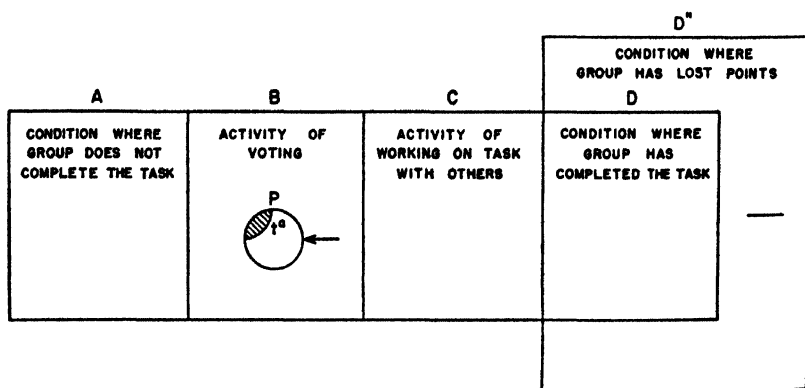 D"
CONDITION WHERE
GROUP HAS LOST POINTS
A
B
C
D
CONDITION WHERE
GROUP DOES NOT
COMPLETE THE TASK
ACTIVITY OF
VOTING
ACTIVITY OF
WORKING ON TASK
WITH OTHERS
CONDITION WHERE
GROUP HAS
COMPLETED THE TASK
P
tᵃ